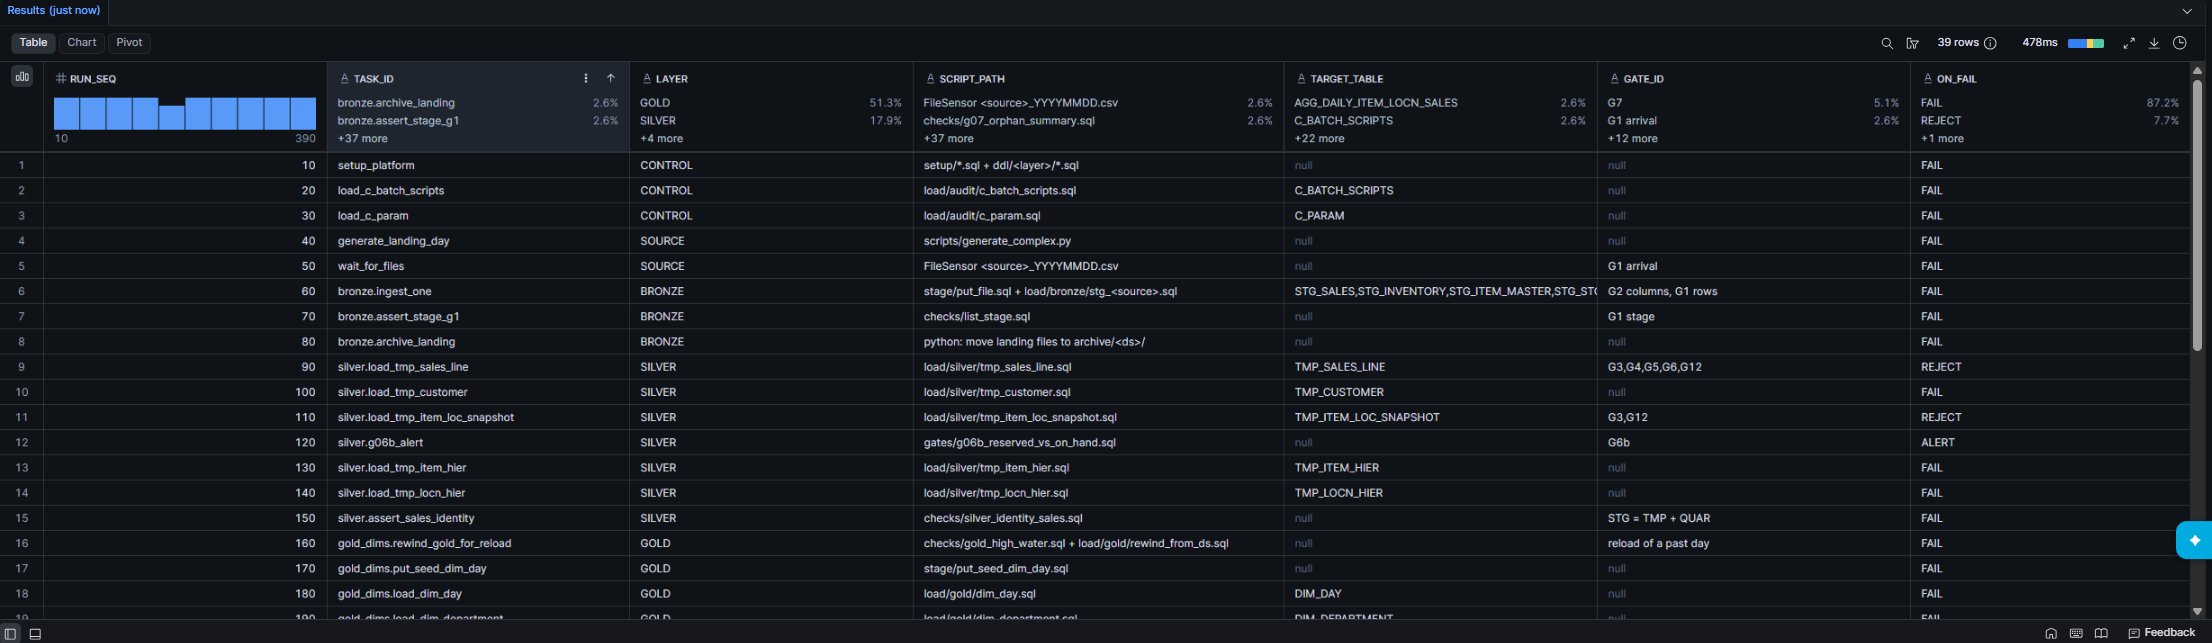 Results (just now)
Table Chart Pivot 39 rows 478ms
RUN_SEQ TASK_ID LAYER SCRIPT_PATH TARGET_TABLE GATE_ID ON_FAIL
bronze.archive_landing 2.6% GOLD 51.3% FileSensor <source>_YYYYMMDD.csv 2.6% AGG_DAILY_ITEM_LOCN_SALES 2.6% G7 5.1% FAIL 87.2%
bronze.assert_stage_g1 2.6% SILVER 17.9% checks/g07_orphan_summary.sql 2.6% C_BATCH_SCRIPTS 2.6% G1 arrival 2.6% REJECT 7.7%
10 390 +37 more +4 more +37 more +22 more +12 more +1 more
1 10 setup_platform CONTROL setup/*.sql + ddl/<layer>/*.sql null null FAIL
2 20 load_c_batch_scripts CONTROL load/audit/c_batch_scripts.sql C_BATCH_SCRIPTS null FAIL
3 30 load_c_param CONTROL load/audit/c_param.sql C_PARAM null FAIL
4 40 generate_landing_day SOURCE scripts/generate_complex.py null null FAIL
5 50 wait_for_files SOURCE FileSensor <source>_YYYYMMDD.csv null G1 arrival FAIL
6 60 bronze.ingest_one BRONZE stage/put_file.sql + load/bronze/stg_<source>.sql STG_SALES,STG_INVENTORY,STG_ITEM_MASTER,STG_STO G2 columns, G1 rows FAIL
7 70 bronze.assert_stage_g1 BRONZE checks/list_stage.sql null G1 stage FAIL
8 80 bronze.archive_landing BRONZE python: move landing files to archive/<ds>/ null null FAIL
9 90 silver.load_tmp_sales_line SILVER load/silver/tmp_sales_line.sql TMP_SALES_LINE G3,G4,G5,G6,G12 REJECT
10 100 silver.load_tmp_customer SILVER load/silver/tmp_customer.sql TMP_CUSTOMER null FAIL
11 110 silver.load_tmp_item_loc_snapshot SILVER load/silver/tmp_item_loc_snapshot.sql TMP_ITEM_LOC_SNAPSHOT G3,G12 REJECT
12 120 silver.g06b_alert SILVER gates/g06b_reserved_vs_on_hand.sql null G6b ALERT
13 130 silver.load_tmp_item_hier SILVER load/silver/tmp_item_hier.sql TMP_ITEM_HIER null FAIL
14 140 silver.load_tmp_locn_hier SILVER load/silver/tmp_locn_hier.sql TMP_LOCN_HIER null FAIL
15 150 silver.assert_sales_identity SILVER checks/silver_identity_sales.sql null STG = TMP + QUAR FAIL
16 160 gold_dims.rewind_gold_for_reload GOLD checks/gold_high_water.sql + load/gold/rewind_from_ds.sql null reload of a past day FAIL
17 170 gold_dims.put_seed_dim_day GOLD stage/put_seed_dim_day.sql null null FAIL
18 180 gold_dims.load_dim_day GOLD load/gold/dim_day.sql DIM_DAY null FAIL
19 190 gold_dims.load_dim_department GOLD load/gold/dim_department.sql DIM_DEPARTMENT null FAIL
Feedback